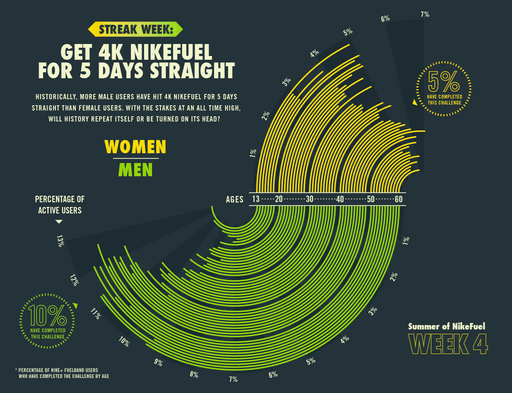 STREAK WEEK:
GET 4K NIKEFUEL
FOR 5 DAYS STRAIGHT
HISTORICALLY, MORE MALE USERS HAVE HIT 4K NIKEFUEL FOR 5 DAYS
STRAIGHT THAN FEMALE USERS. WITH THE STAKES AT AN ALL TIME HIGH,
WILL HISTORY REPEAT ITSELF OR BE TURNED ON ITS HEAD?
WOMEN
MEN
1%
2%
3%
4%
5%
6%
7%
5%
HAVE COMPLETED
THIS CHALLENGE
AGES 13 20 30 40 50 60
PERCENTAGE OF
ACTIVE USERS
13%
12%
11%
10%
9%
8%
7%
6%
5%
4%
3%
2%
1%
10%
HAVE COMPLETED
THIS CHALLENGE
Summer of NikeFuel
WEEK 4
* PERCENTAGE OF NIKE+ FUELBAND USERS
WHO HAVE COMPLETED THE CHALLENGE BY AGE